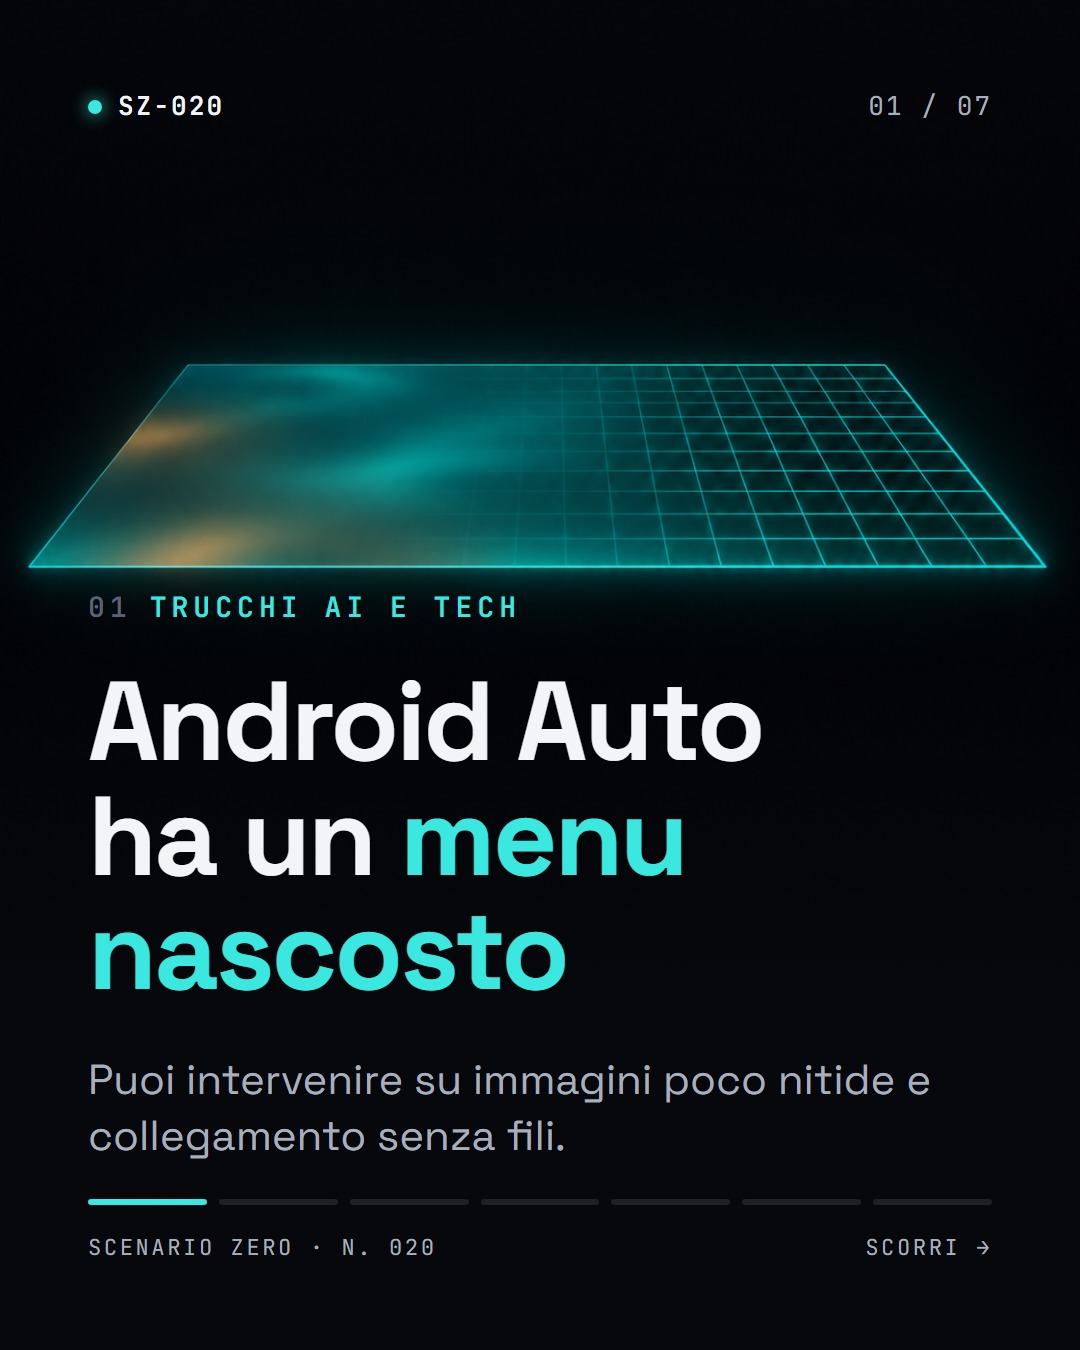 SZ-020
01 / 07
01 TRUCCHI AI E TECH
Android Auto
ha un menu
nascosto
Puoi intervenire su immagini poco nitide e
collegamento senza fili.
SCENARIO ZERO · N. 020
SCORRI →